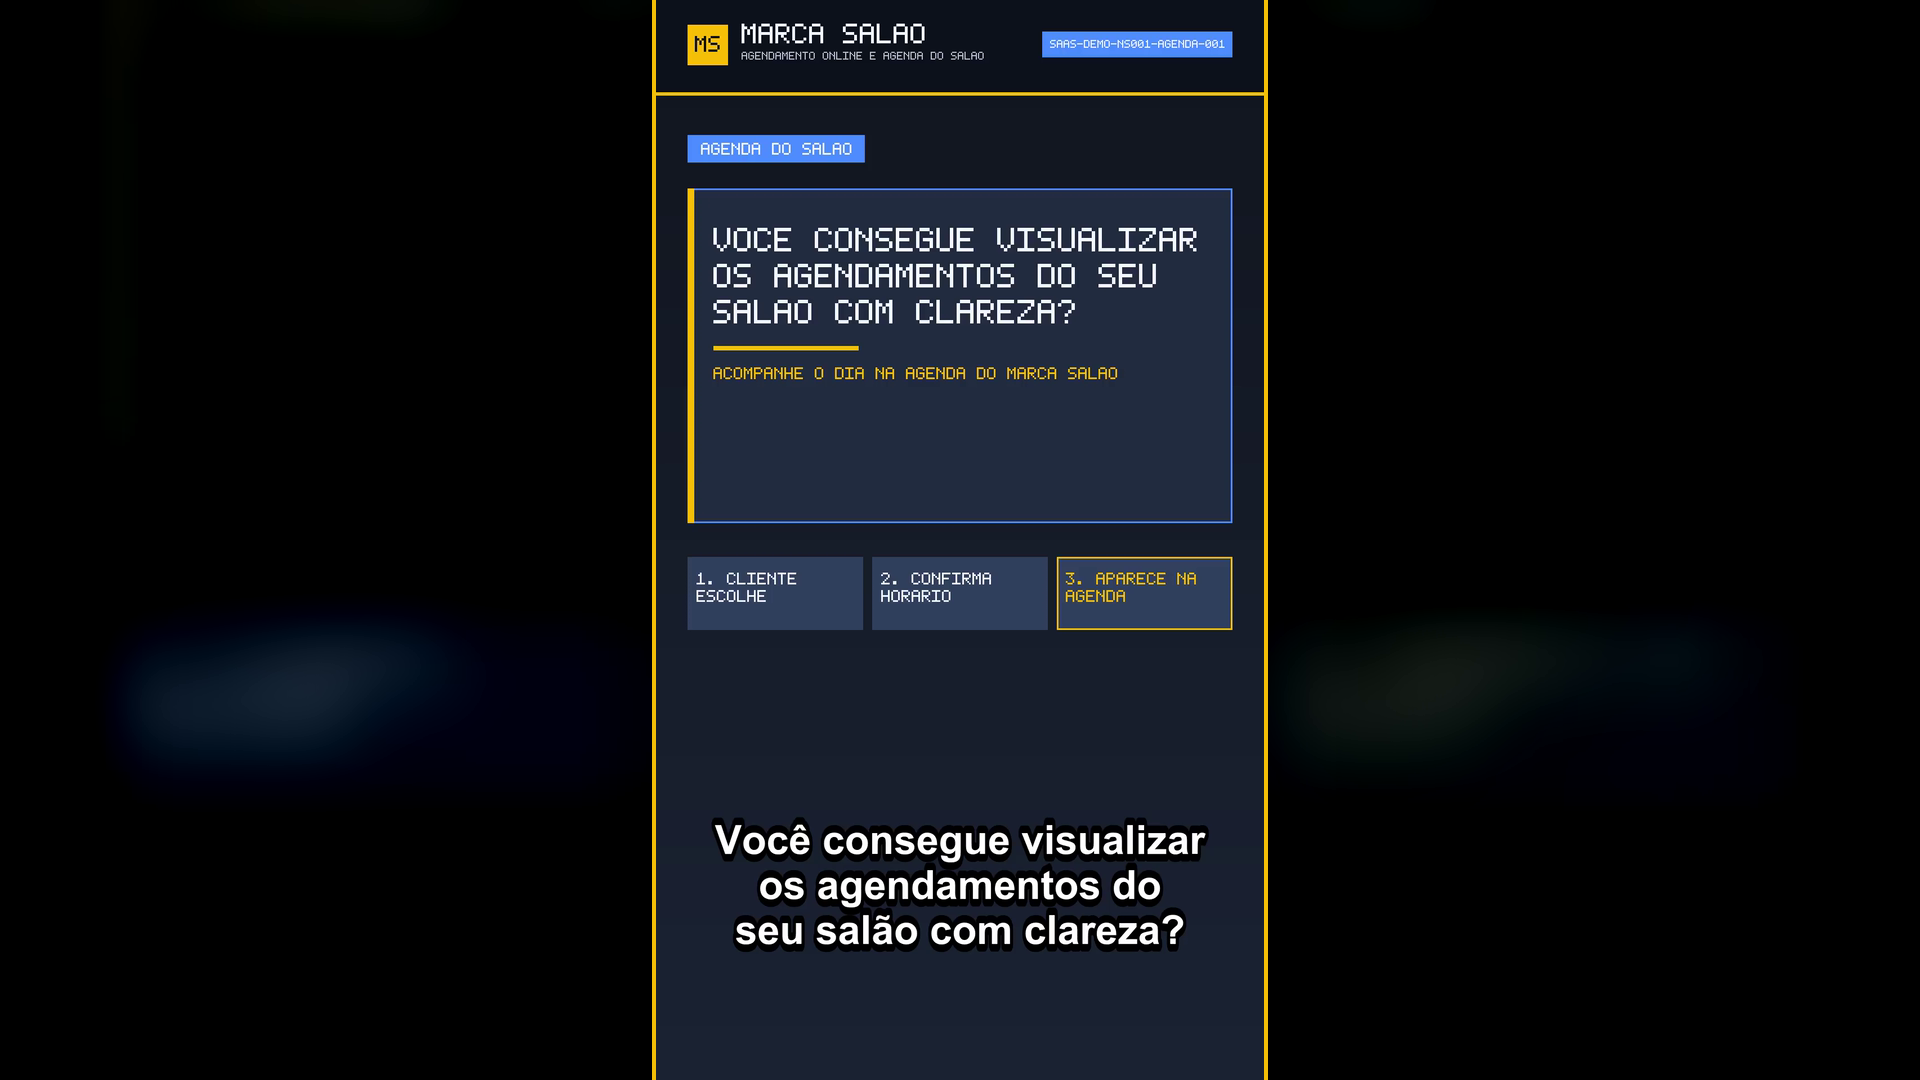 MS
MARCA SALAO
AGENDAMENTO ONLINE E AGENDA DO SALAO
SAAS-DEMO-NS001-AGENDA-001
AGENDA DO SALAO
VOCE CONSEGUE VISUALIZAR
OS AGENDAMENTOS DO SEU
SALAO COM CLAREZA?
ACOMPANHE O DIA NA AGENDA DO MARCA SALAO
1. CLIENTE
ESCOLHE
2. CONFIRMA
HORARIO
3. APARECE NA
AGENDA
Você consegue visualizar
os agendamentos do
seu salão com clareza?